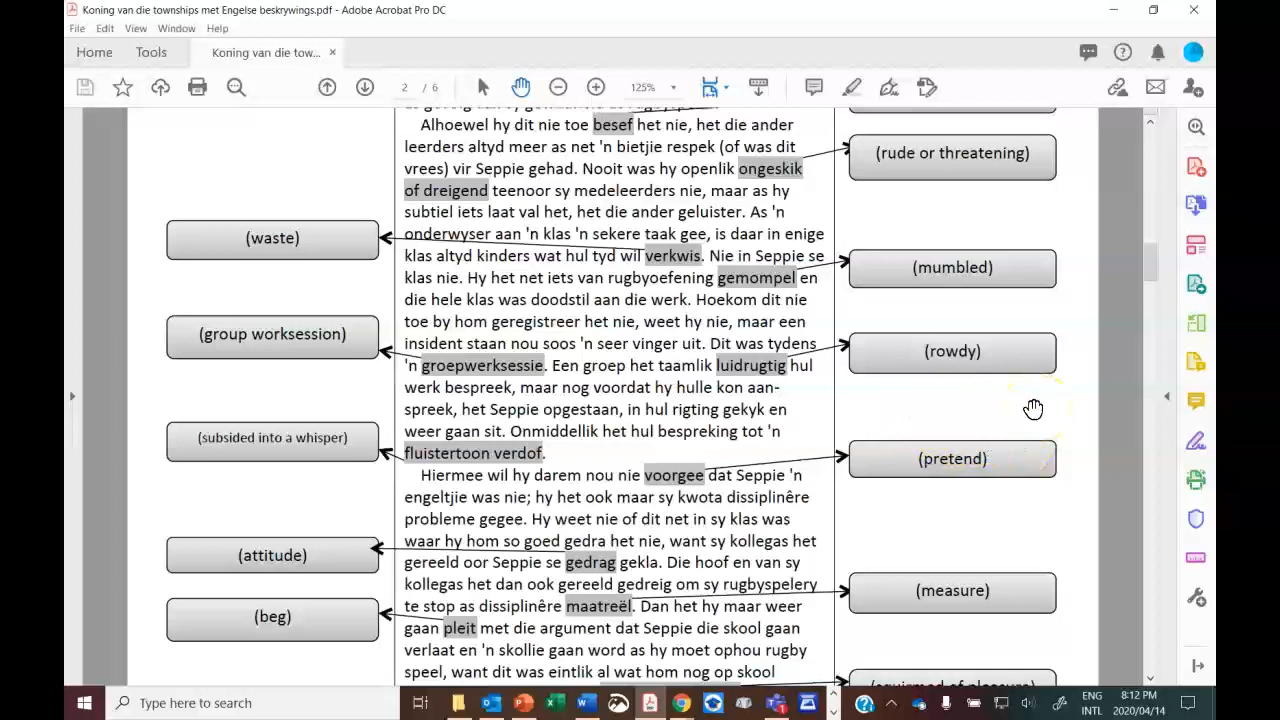 Koning van die townships met Engelse beskrywings.pdf - Adobe Acrobat Pro DC
File Edit View Window Help
Home Tools Koning van die tow... ×
2 / 6 125%
Alhoewel hy dit nie toe besef het nie, het die ander
leerders altyd meer as net 'n bietjie respek (of was dit
vrees) vir Seppie gehad. Nooit was hy openlik ongeskik
of dreigend teenoor sy medeleerders nie, maar as hy
subtiel iets laat val het, het die ander geluister. As 'n
onderwyser aan 'n klas 'n sekere taak gee, is daar in enige
klas altyd kinders wat hul tyd wil verkwis. Nie in Seppie se
klas nie. Hy het net iets van rugbyoefening gemompel en
die hele klas was doodstil aan die werk. Hoekom dit nie
toe by hom geregistreer het nie, weet hy nie, maar een
insident staan nou soos 'n seer vinger uit. Dit was tydens
'n groepwerksessie. Een groep het taamlik luidrugtig hul
werk bespreek, maar nog voordat hy hulle kon aan-
spreek, het Seppie opgestaan, in hul rigting gekyk en
weer gaan sit. Onmiddellik het hul bespreking tot 'n
fluistertoon verdof.
Hiermee wil hy darem nou nie voorgee dat Seppie 'n
engeltjie was nie; hy het ook maar sy kwota dissiplinêre
probleme gegee. Hy weet nie of dit net in sy klas was
waar hy hom so goed gedra het nie, want sy kollegas het
gereeld oor Seppie se gedrag gekla. Die hoof en van sy
kollegas het dan ook gereeld gedreig om sy rugbyspelery
te stop as dissiplinêre maatreël. Dan het hy maar weer
gaan pleit met die argument dat Seppie die skool gaan
verlaat en 'n skollie gaan word as hy moet ophou rugby
speel, want dit was eintlik al wat hom nog op skool
(waste)
(group worksession)
(subsided into a whisper)
(attitude)
(beg)
(rude or threatening)
(mumbled)
(rowdy)
(pretend)
(measure)
(squirmed of pleasure)
Type here to search
ENG
INTL
8:12 PM
2020/04/14